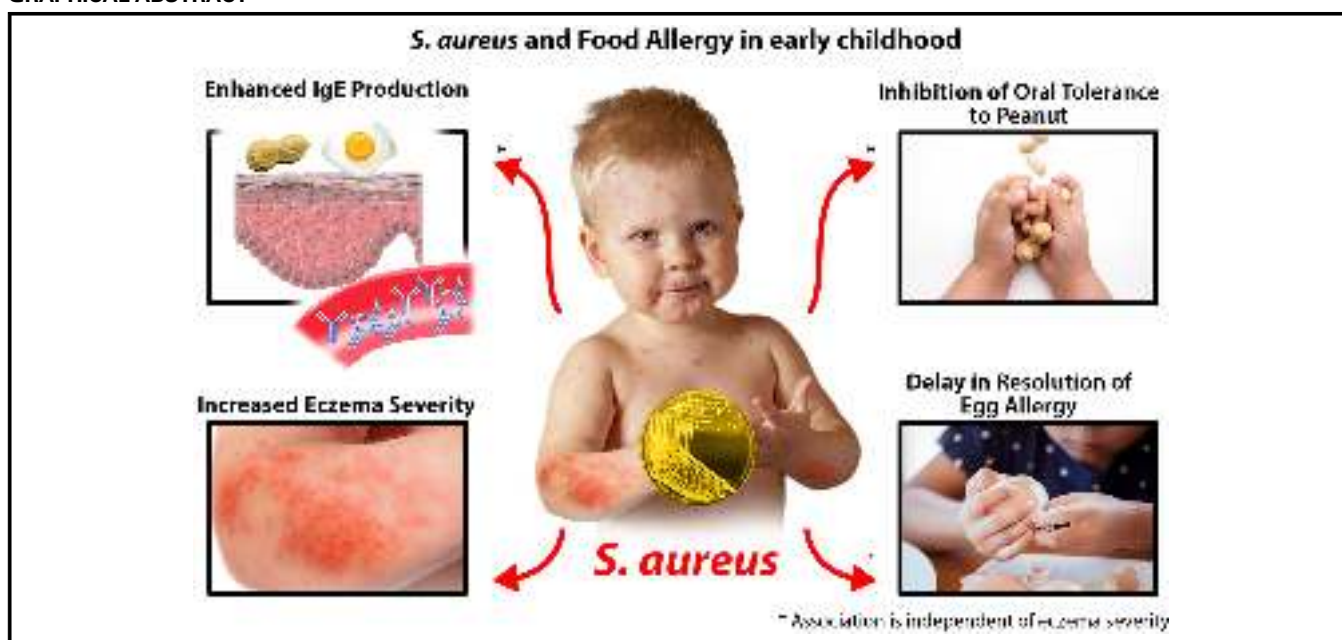 S. aureus and Food Allergy in early childhood
Enhanced IgE Production
Inhibition of Oral Tolerance
to Peanut
Increased Eczema Severity
Delay in Resolution of
Egg Allergy
S. aureus
* Association is independent of eczema severity